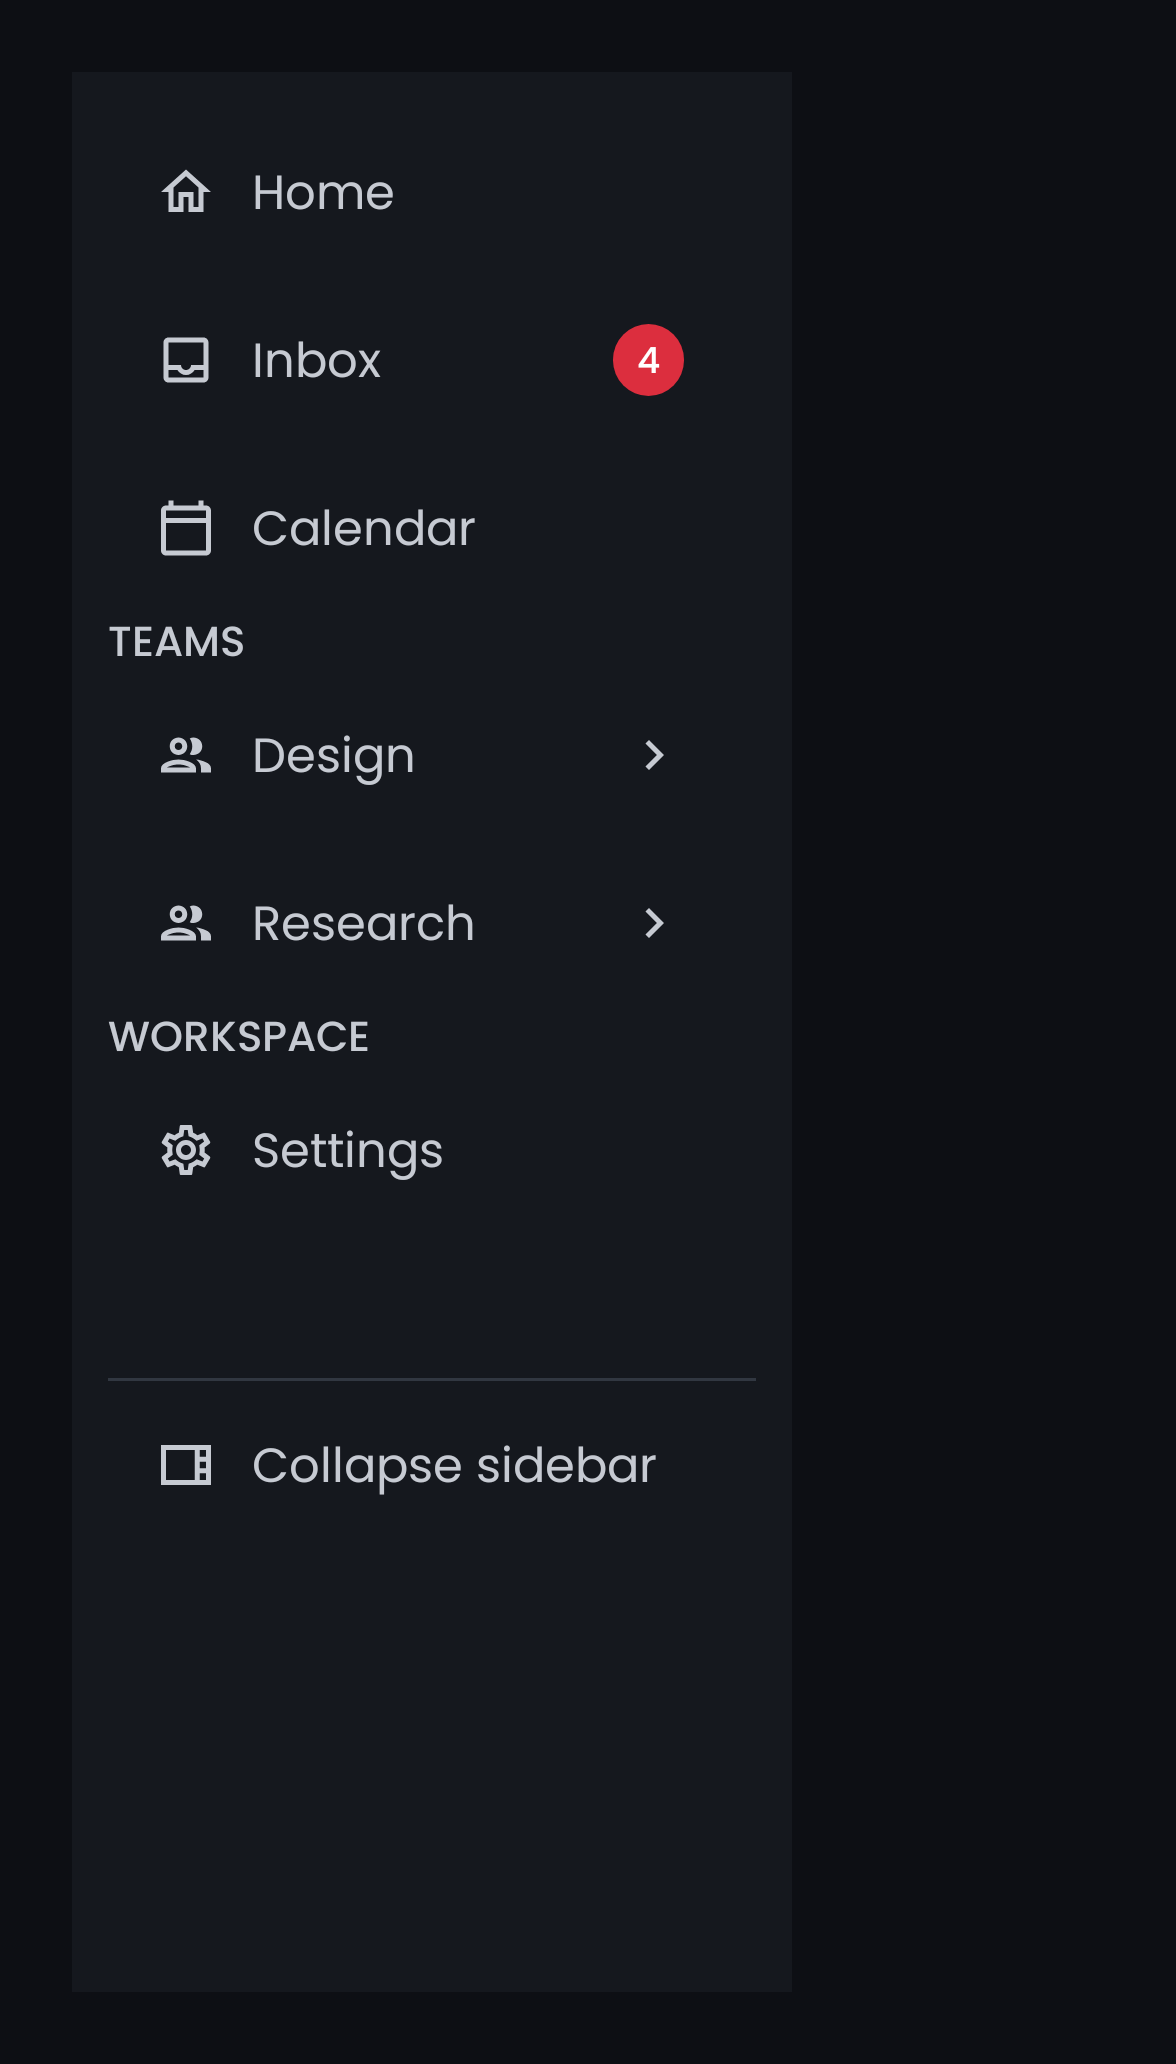 Home
Inbox 4
Calendar
TEAMS
Design
Research
WORKSPACE
Settings
Collapse sidebar